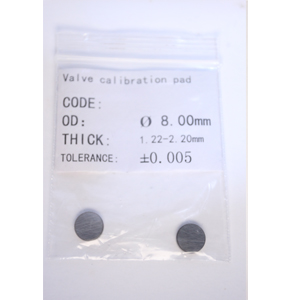 Valve calibration pad
CODE:
OD: Ø 8.00mm
THICK: 1.22-2.20mm
TOLERANCE: ±0.005